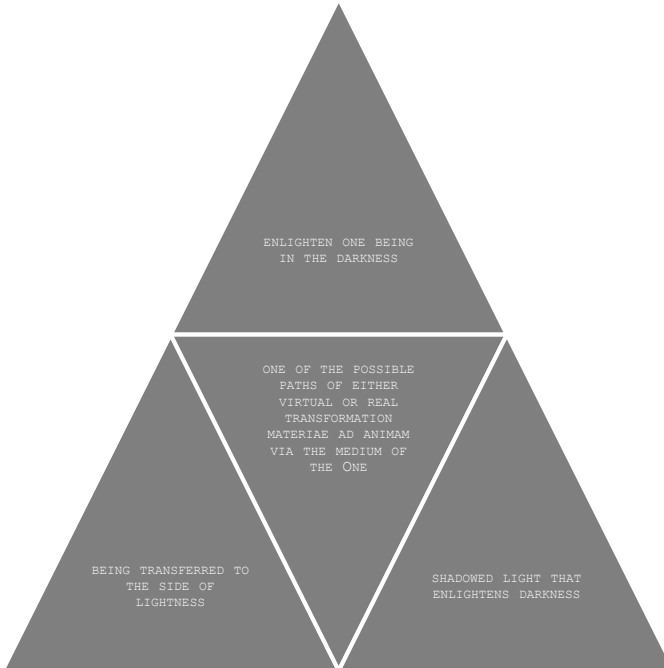 ENLIGHTEN ONE BEING
IN THE DARKNESS
ONE OF THE POSSIBLE
PATHS OF EITHER
VIRTUAL OR REAL
TRANSFORMATION
MATERIAE AD ANIMAM
VIA THE MEDIUM OF
THE ONE
BEING TRANSFERRED TO
THE SIDE OF
LIGHTNESS
SHADOWED LIGHT THAT
ENLIGHTENS DARKNESS